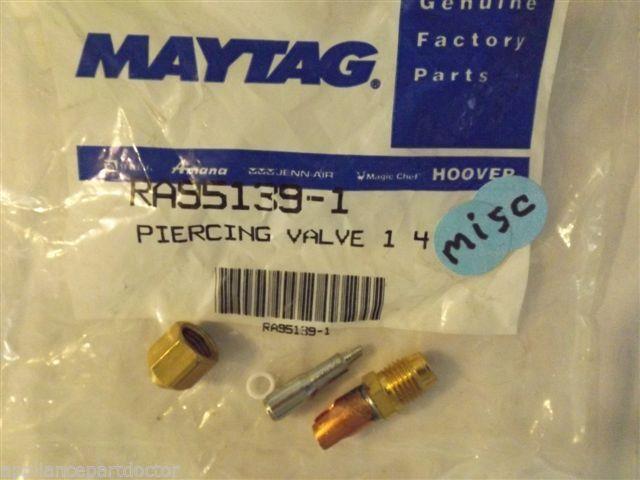 Genuine
Factory
Parts
MAYTAG®
Amana JENN-AIR Magic Chef HOOVER
RA95139-1
PIERCING VALVE 1 4
misc
RA95139-1
appliancepartdoctor